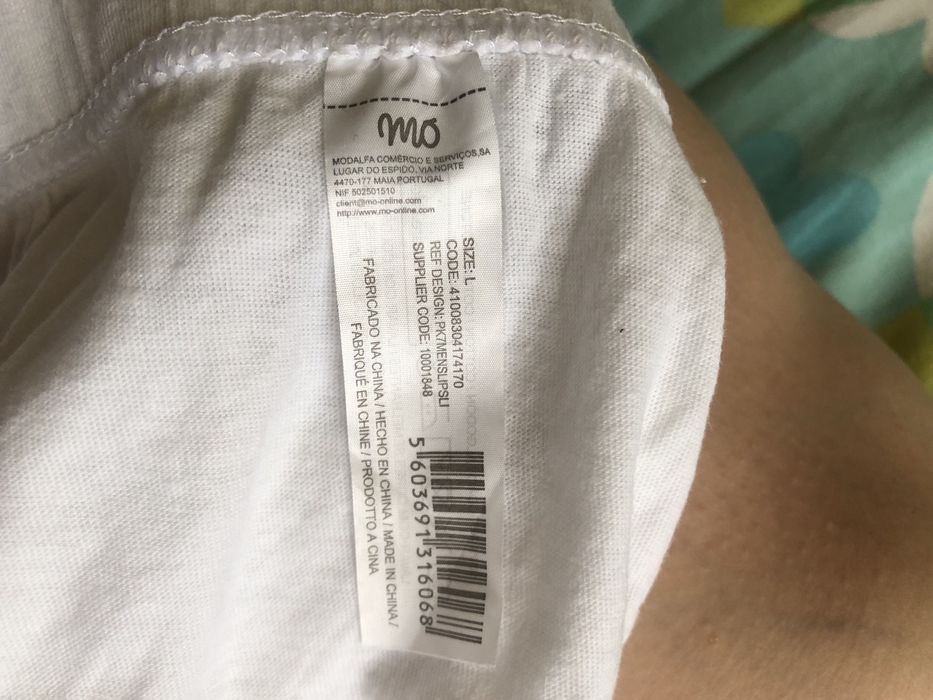 mo
MODALFA COMÉRCIO E SERVIÇOS,SA
LUGAR DO ESPIDO, VIA NORTE
4470-177 MAIA PORTUGAL
NIF 502501510
client@mo-online.com
http://www.mo-online.com
SIZE: L
CODE: 41008304174170
REF DESIGN: PK7MENSLIPSLI
SUPPLIER CODE: 10001848
FABRICADO NA CHINA / HECHO EN CHINA / MADE IN CHINA /
FABRIQUÉ EN CHINE / PRODOTTO A CINA
5 603691 316068